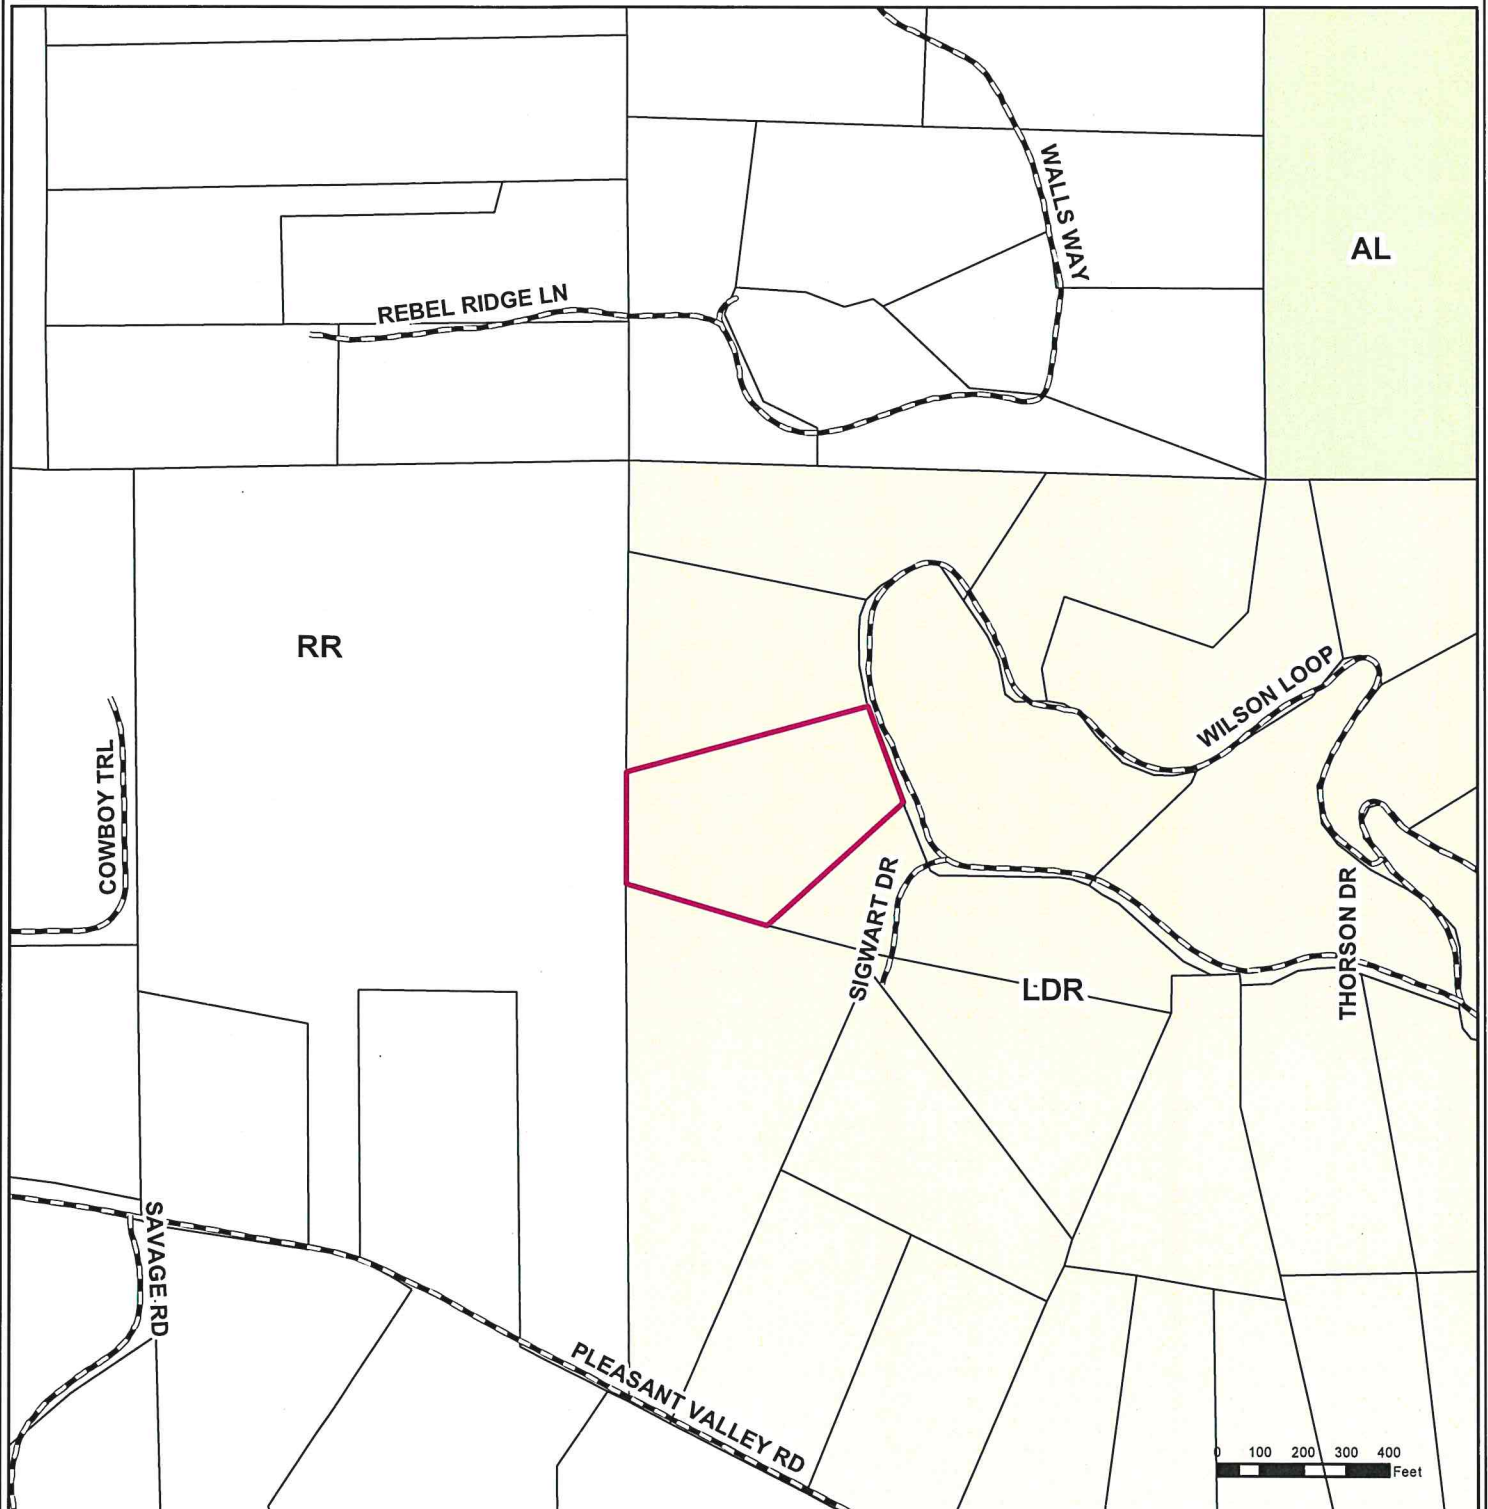 WALLS WAY
AL
REBEL RIDGE LN
RR
WILSON LOOP
COWBOY TRL
SIGWART DR
THORSON DR
LDR
SAVAGE RD
PLEASANT VALLEY RD
0 100 200 300 400
Feet